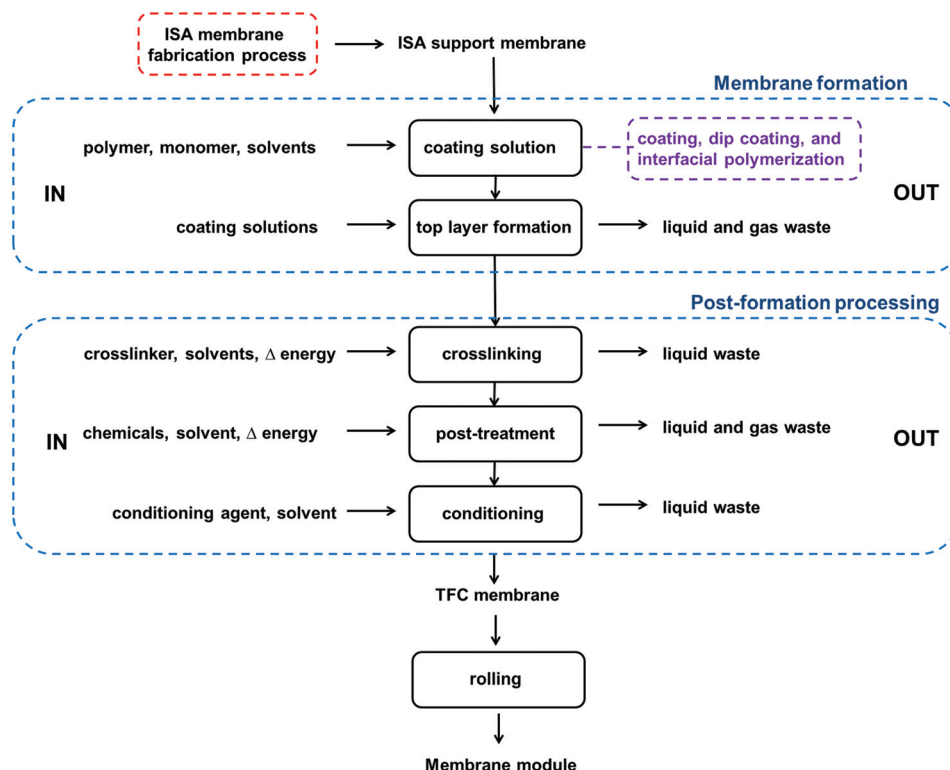 ISA membrane
fabrication process
ISA support membrane
Membrane formation
polymer, monomer, solvents
coating solution
coating, dip coating, and
interfacial polymerization
IN
OUT
coating solutions
top layer formation
liquid and gas waste
Post-formation processing
crosslinker, solvents, Δ energy
crosslinking
liquid waste
IN
chemicals, solvent, Δ energy
post-treatment
liquid and gas waste
OUT
conditioning agent, solvent
conditioning
liquid waste
TFC membrane
rolling
Membrane module